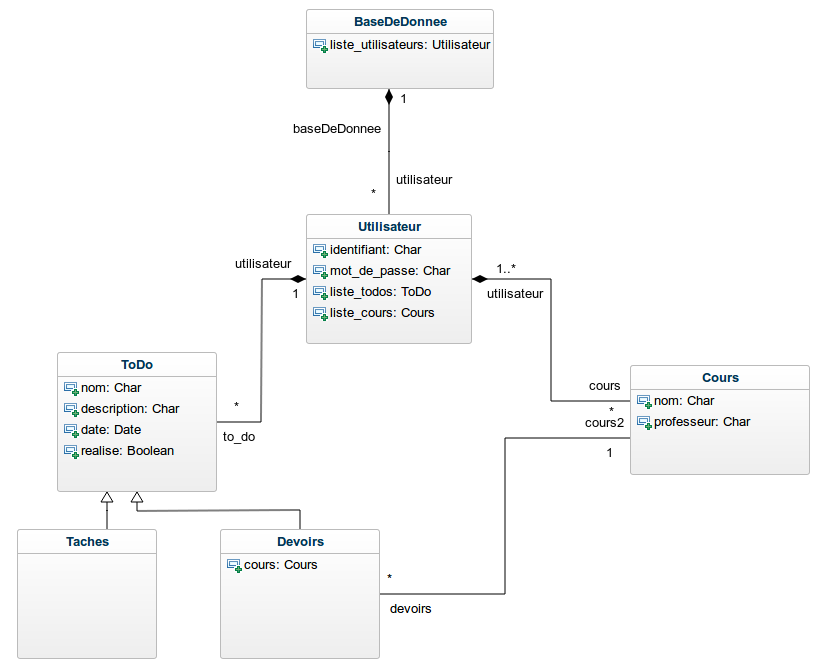 BaseDeDonnee
liste_utilisateurs: Utilisateur
1
baseDeDonnee
utilisateur
*
Utilisateur
identifiant: Char
mot_de_passe: Char
liste_todos: ToDo
liste_cours: Cours
utilisateur
1
1..*
utilisateur
ToDo
nom: Char
description: Char
date: Date
realise: Boolean
*
to_do
Cours
nom: Char
professeur: Char
cours
*
cours2
1
Taches
Devoirs
cours: Cours
*
devoirs